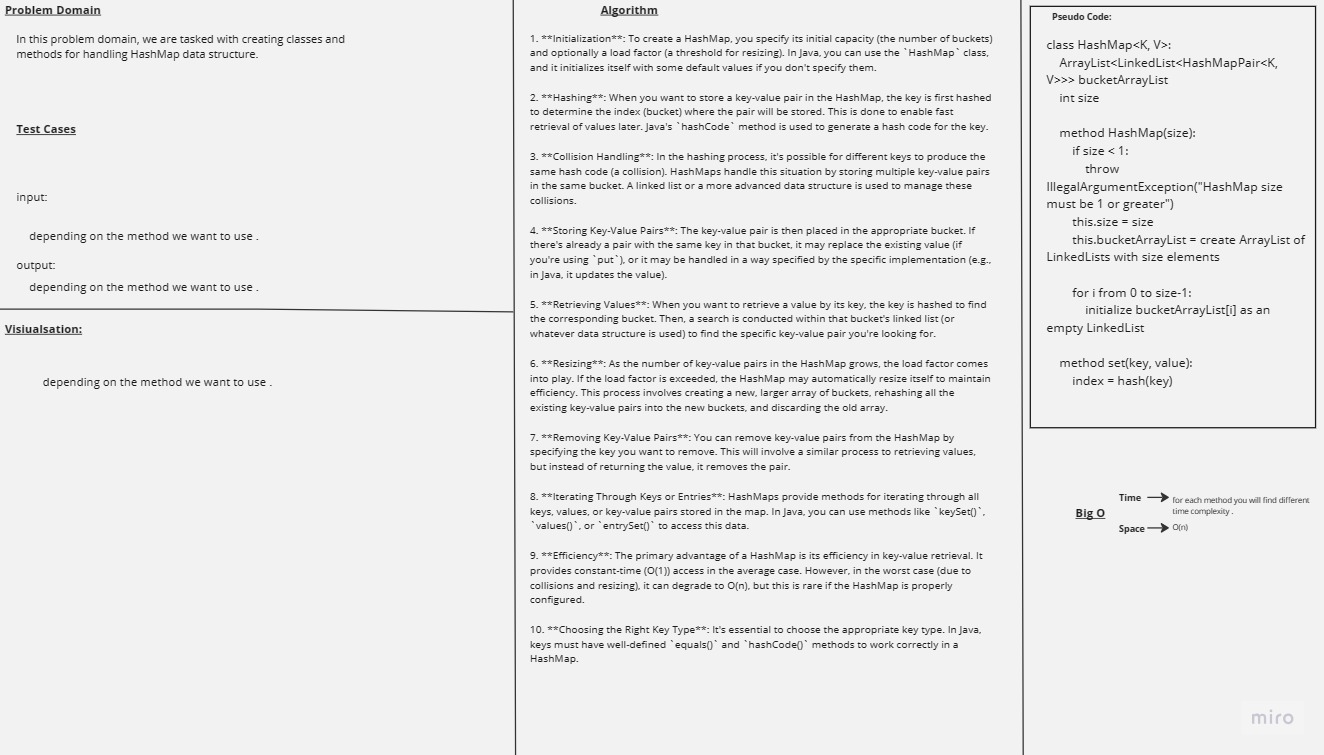 Problem Domain
In this problem domain, we are tasked with creating classes and
methods for handling HashMap data structure.
Test Cases
input:
depending on the method we want to use .
output:
depending on the method we want to use .
Visiualsation:
depending on the method we want to use .
Algorithm
1. **Initialization**: To create a HashMap, you specify its initial capacity (the number of buckets)
and optionally a load factor (a threshold for resizing). In Java, you can use the `HashMap` class,
and it initializes itself with some default values if you don't specify them.
2. **Hashing**: When you want to store a key-value pair in the HashMap, the key is first hashed
to determine the index (bucket) where the pair will be stored. This is done to enable fast
retrieval of values later. Java's `hashCode` method is used to generate a hash code for the key.
3. **Collision Handling**: In the hashing process, it's possible for different keys to produce the
same hash code (a collision). HashMaps handle this situation by storing multiple key-value pairs
in the same bucket. A linked list or a more advanced data structure is used to manage these
collisions.
4. **Storing Key-Value Pairs**: The key-value pair is then placed in the appropriate bucket. If
there's already a pair with the same key in that bucket, it may replace the existing value (if
you're using `put`), or it may be handled in a way specified by the specific implementation (e.g.,
in Java, it updates the value).
5. **Retrieving Values**: When you want to retrieve a value by its key, the key is hashed to find
the corresponding bucket. Then, a search is conducted within that bucket's linked list (or
whatever data structure is used) to find the specific key-value pair you're looking for.
6. **Resizing**: As the number of key-value pairs in the HashMap grows, the load factor comes
into play. If the load factor is exceeded, the HashMap may automatically resize itself to maintain
efficiency. This process involves creating a new, larger array of buckets, rehashing all the
existing key-value pairs into the new buckets, and discarding the old array.
7. **Removing Key-Value Pairs**: You can remove key-value pairs from the HashMap by
specifying the key you want to remove. This will involve a similar process to retrieving values,
but instead of returning the value, it removes the pair.
8. **Iterating Through Keys or Entries**: HashMaps provide methods for iterating through all
keys, values, or key-value pairs stored in the map. In Java, you can use methods like `keySet()`,
`values()`, or `entrySet()` to access this data.
9. **Efficiency**: The primary advantage of a HashMap is its efficiency in key-value retrieval. It
provides constant-time (O(1)) access in the average case. However, in the worst case (due to
collisions and resizing), it can degrade to O(n), but this is rare if the HashMap is properly
configured.
10. **Choosing the Right Key Type**: It's essential to choose the appropriate key type. In Java,
keys must have well-defined `equals()` and `hashCode()` methods to work correctly in a
HashMap.
Pseudo Code:
class HashMap<K, V>:
ArrayList<LinkedList<HashMapPair<K,
V>>> bucketArrayList
int size
method HashMap(size):
if size < 1:
throw
IllegalArgumentException("HashMap size
must be 1 or greater")
this.size = size
this.bucketArrayList = create ArrayList of
LinkedLists with size elements
for i from 0 to size-1:
initialize bucketArrayList[i] as an
empty LinkedList
method set(key, value):
index = hash(key)
Big O
Time
for each method you will find different
time complexity .
Space
O(n)
miro